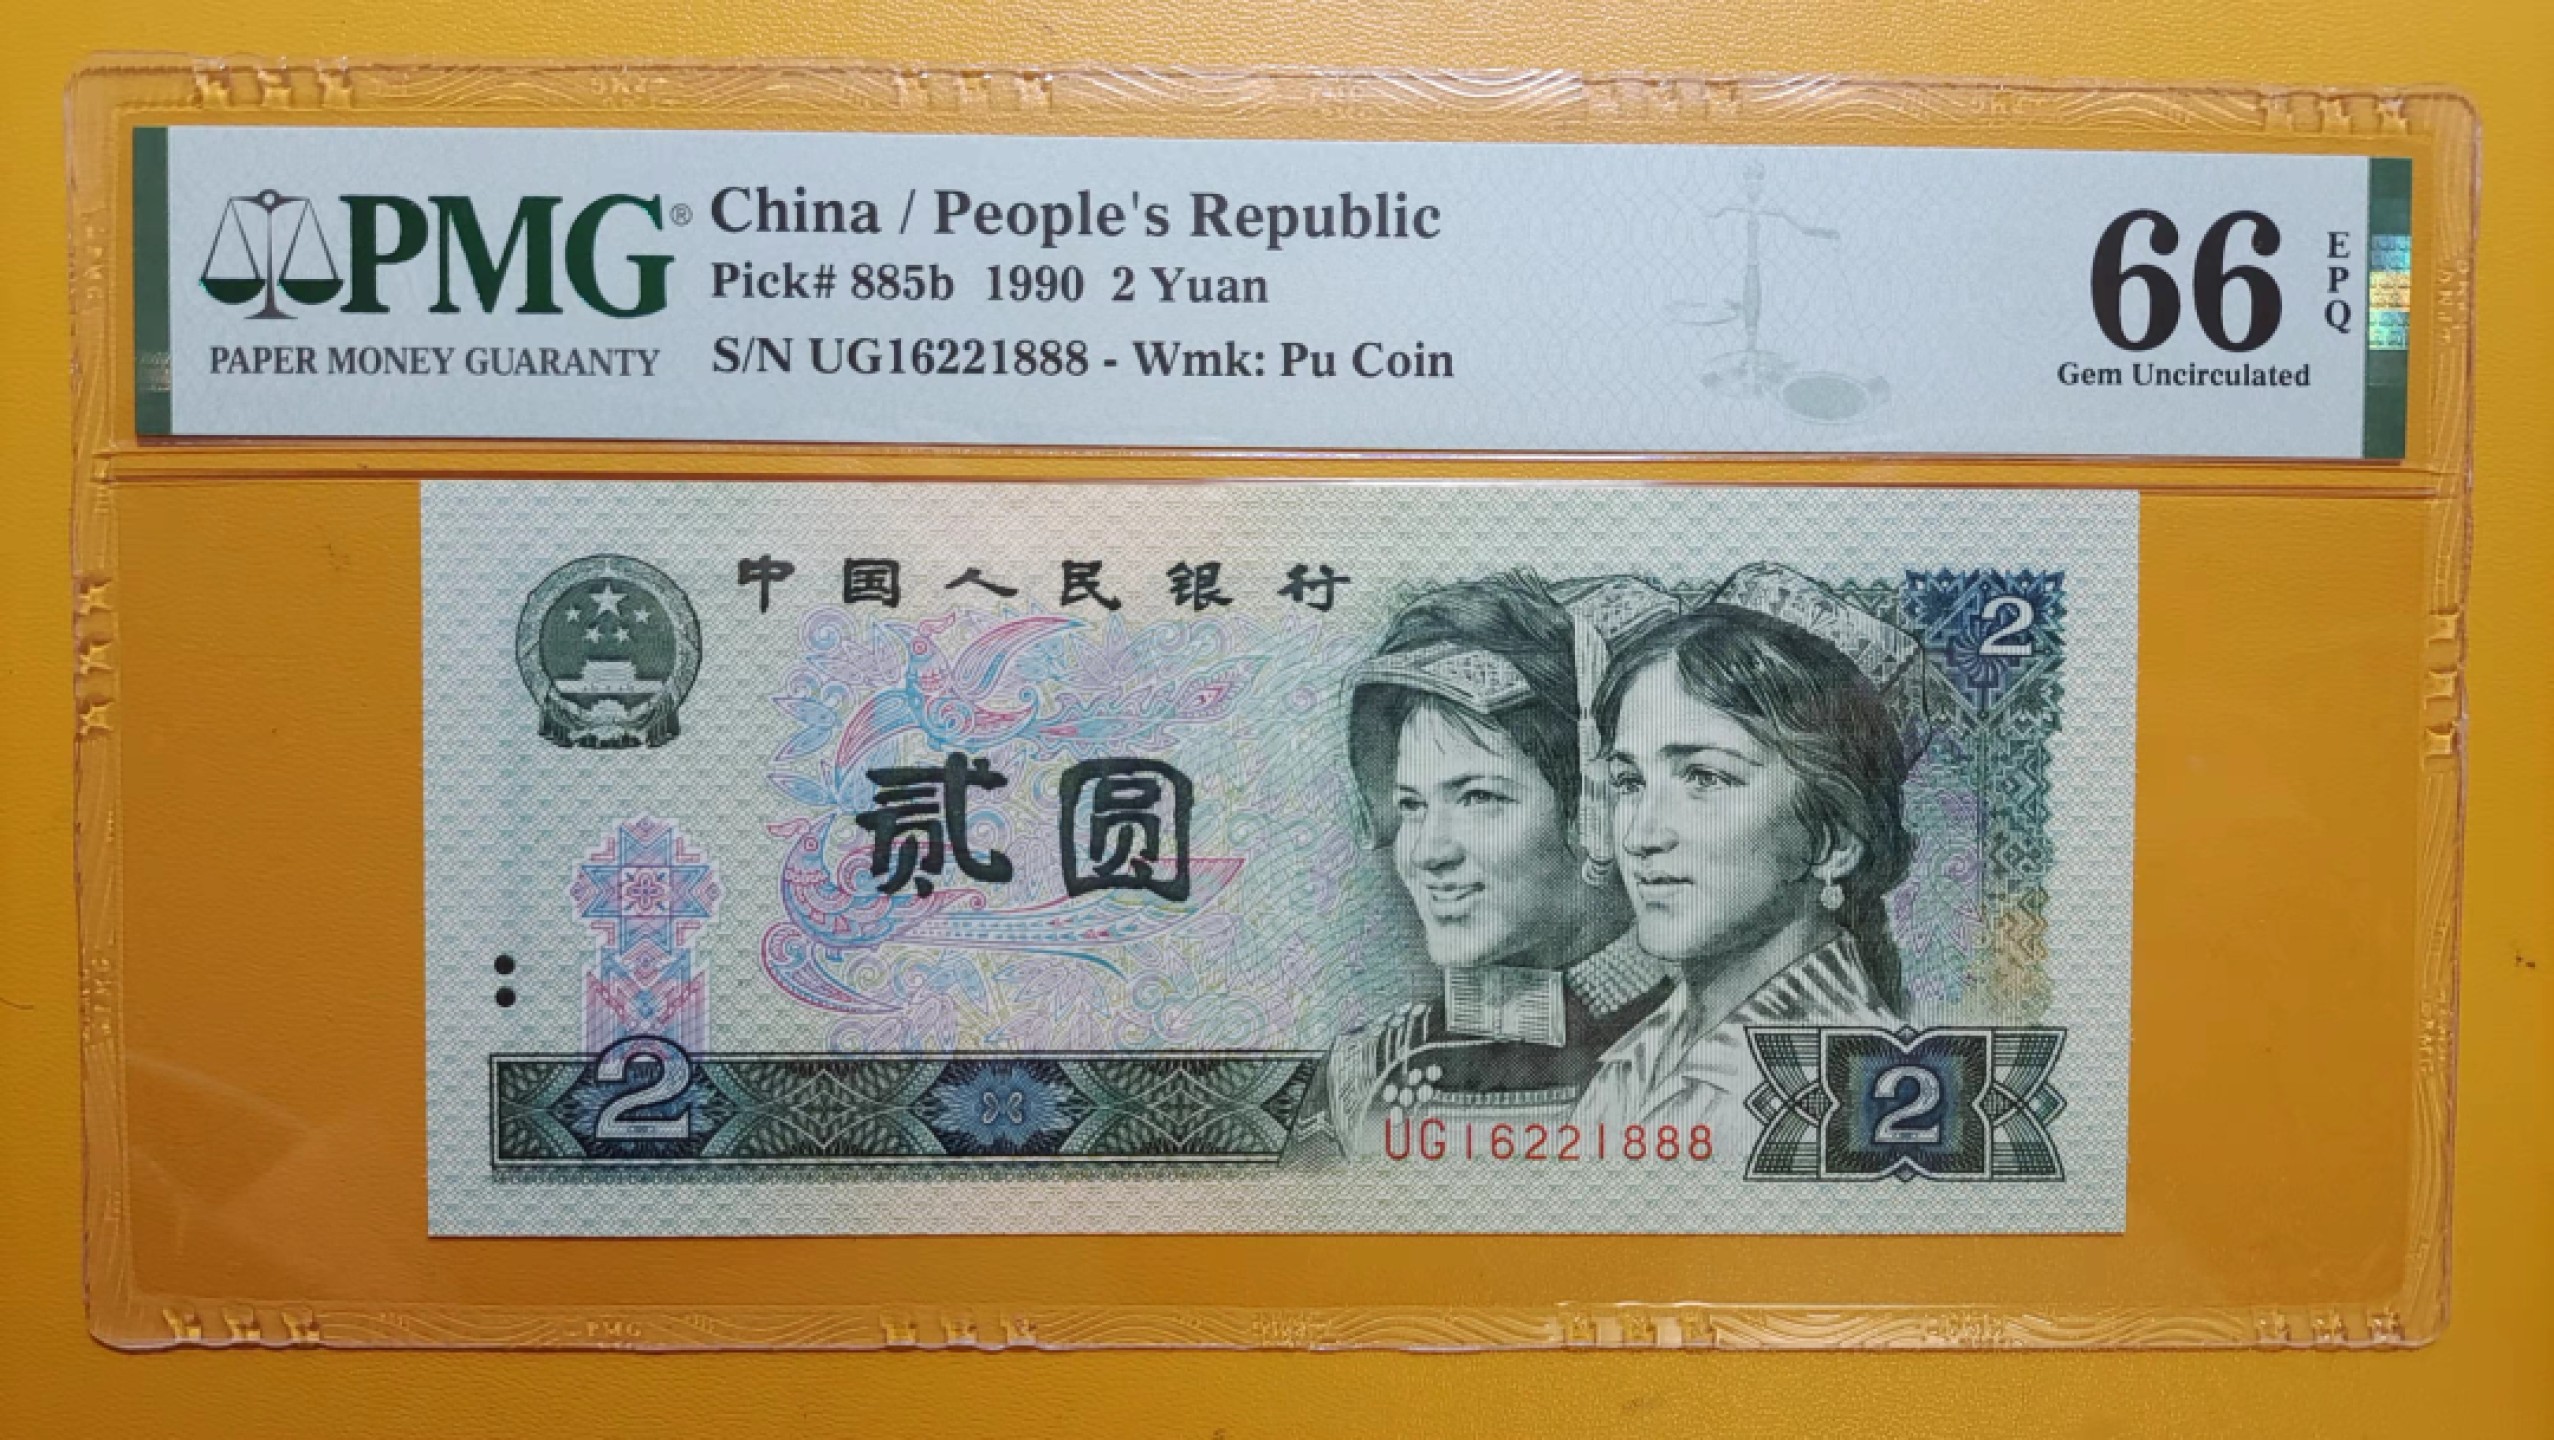 PMG®
PAPER MONEY GUARANTY
China / People's Republic
Pick# 885b 1990 2 Yuan
S/N UG16221888 - Wmk: Pu Coin
66
EPQ
Gem Uncirculated
中国人民银行
2
贰圆
2
2
UG16221888
PMG